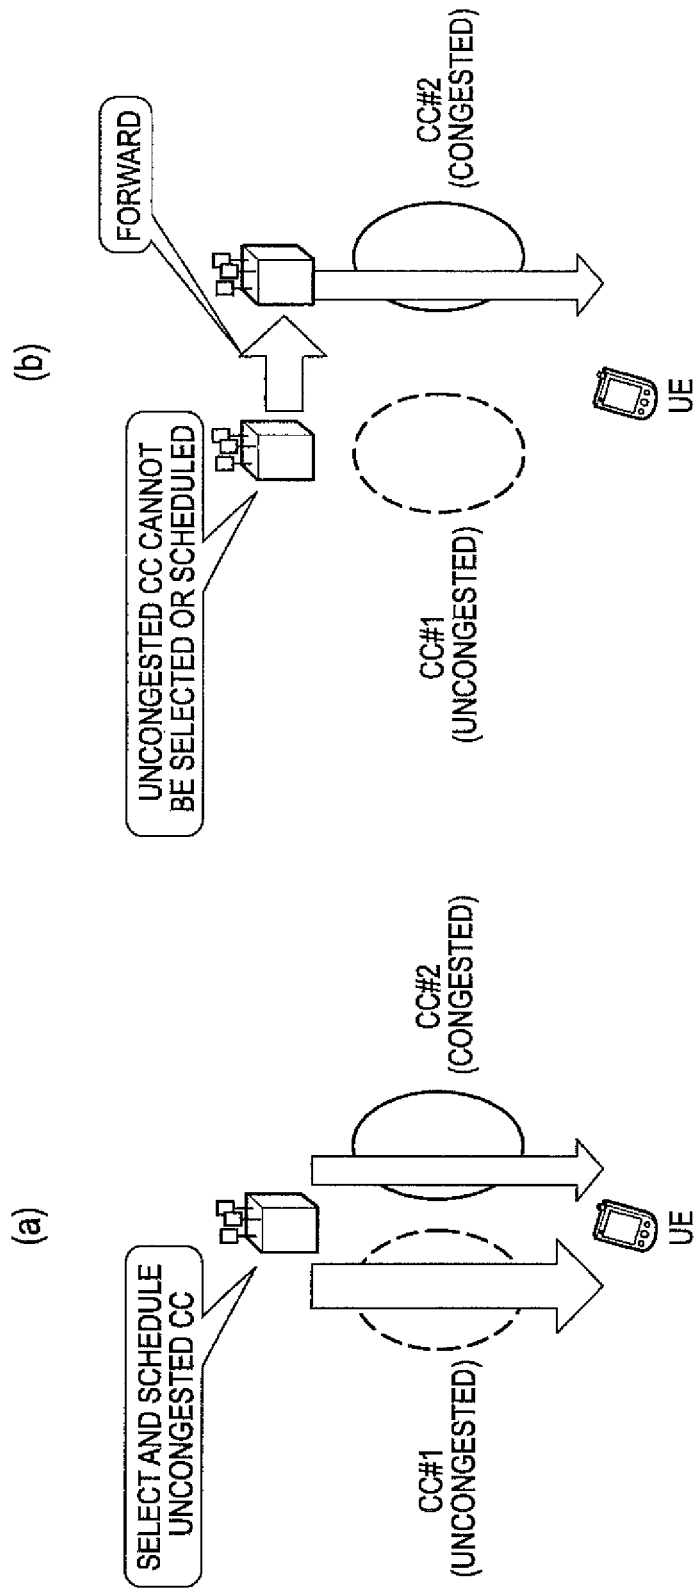 (a)
SELECT AND SCHEDULE
UNCONGESTED CC
CC#1
(UNCONGESTED)
CC#2
(CONGESTED)
UE
(b)
UNCONGESTED CC CANNOT
BE SELECTED OR SCHEDULED
FORWARD
CC#1
(UNCONGESTED)
CC#2
(CONGESTED)
UE